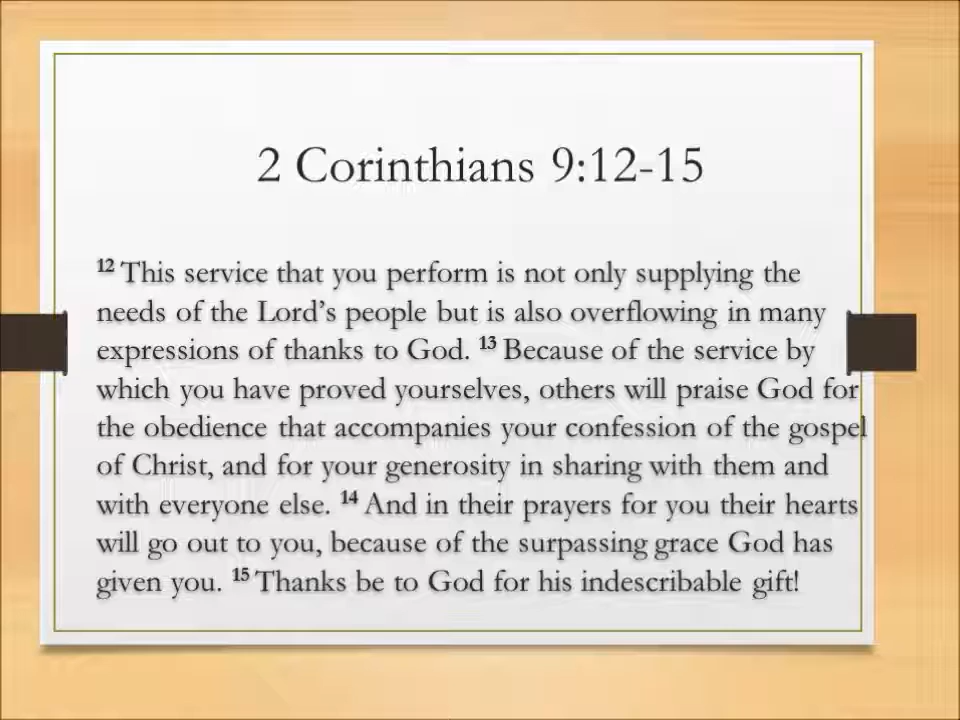 2 Corinthians 9:12-15
12 This service that you perform is not only supplying the
needs of the Lord’s people but is also overflowing in many
expressions of thanks to God. 13 Because of the service by
which you have proved yourselves, others will praise God for
the obedience that accompanies your confession of the gospel
of Christ, and for your generosity in sharing with them and
with everyone else. 14 And in their prayers for you their hearts
will go out to you, because of the surpassing grace God has
given you. 15 Thanks be to God for his indescribable gift!